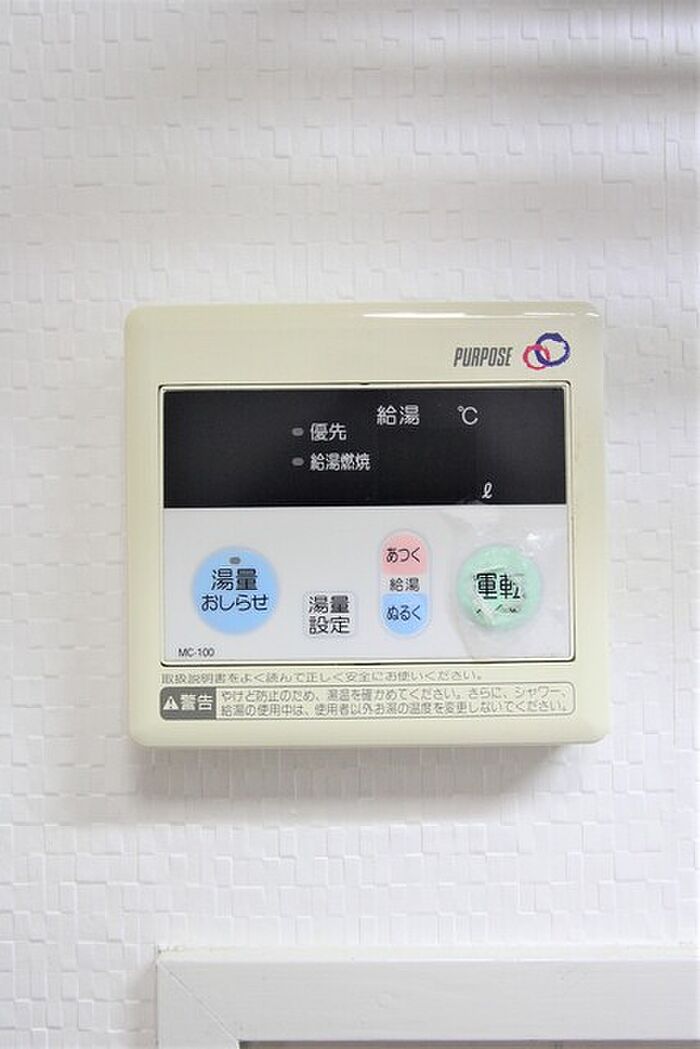 PURPOSE
給湯 ℃
優先
給湯燃焼
ℓ
湯量
おしらせ
湯量
設定
あつく
給湯
ぬるく
運転
MC-100
取扱説明書をよく読んで正しく安全にお使いください。
警告
やけど防止のため、湯温を確かめてください。さらに、シャワー、
給湯の使用中は、使用者以外お湯の温度を変更しないでください。